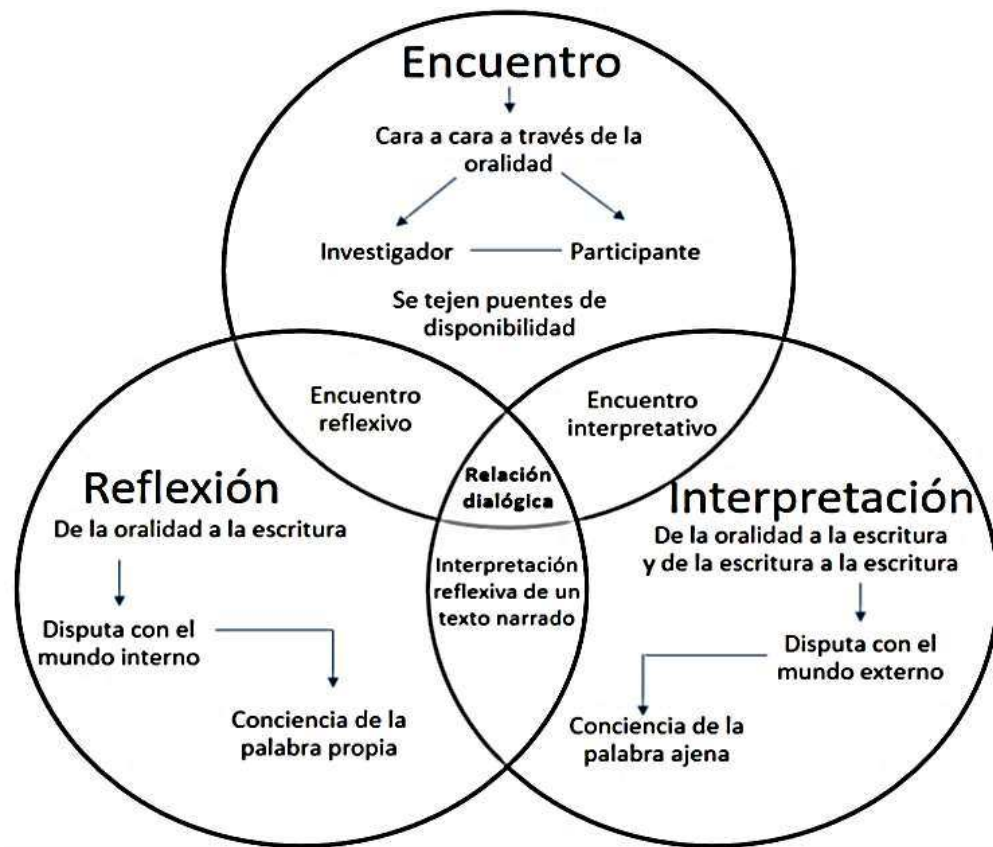 Encuentro
Cara a cara a través de la
oralidad
Investigador
Participante
Se tejen puentes de
disponibilidad
Encuentro
reflexivo
Encuentro
interpretativo
Relación
dialógica
Reflexión
De la oralidad a la escritura
Disputa con el
mundo interno
Conciencia de la
palabra propia
Interpretación
reflexiva de un
texto narrado
Interpretación
De la oralidad a la escritura
y de la escritura a la escritura
Disputa con el
mundo externo
Conciencia de la
palabra ajena